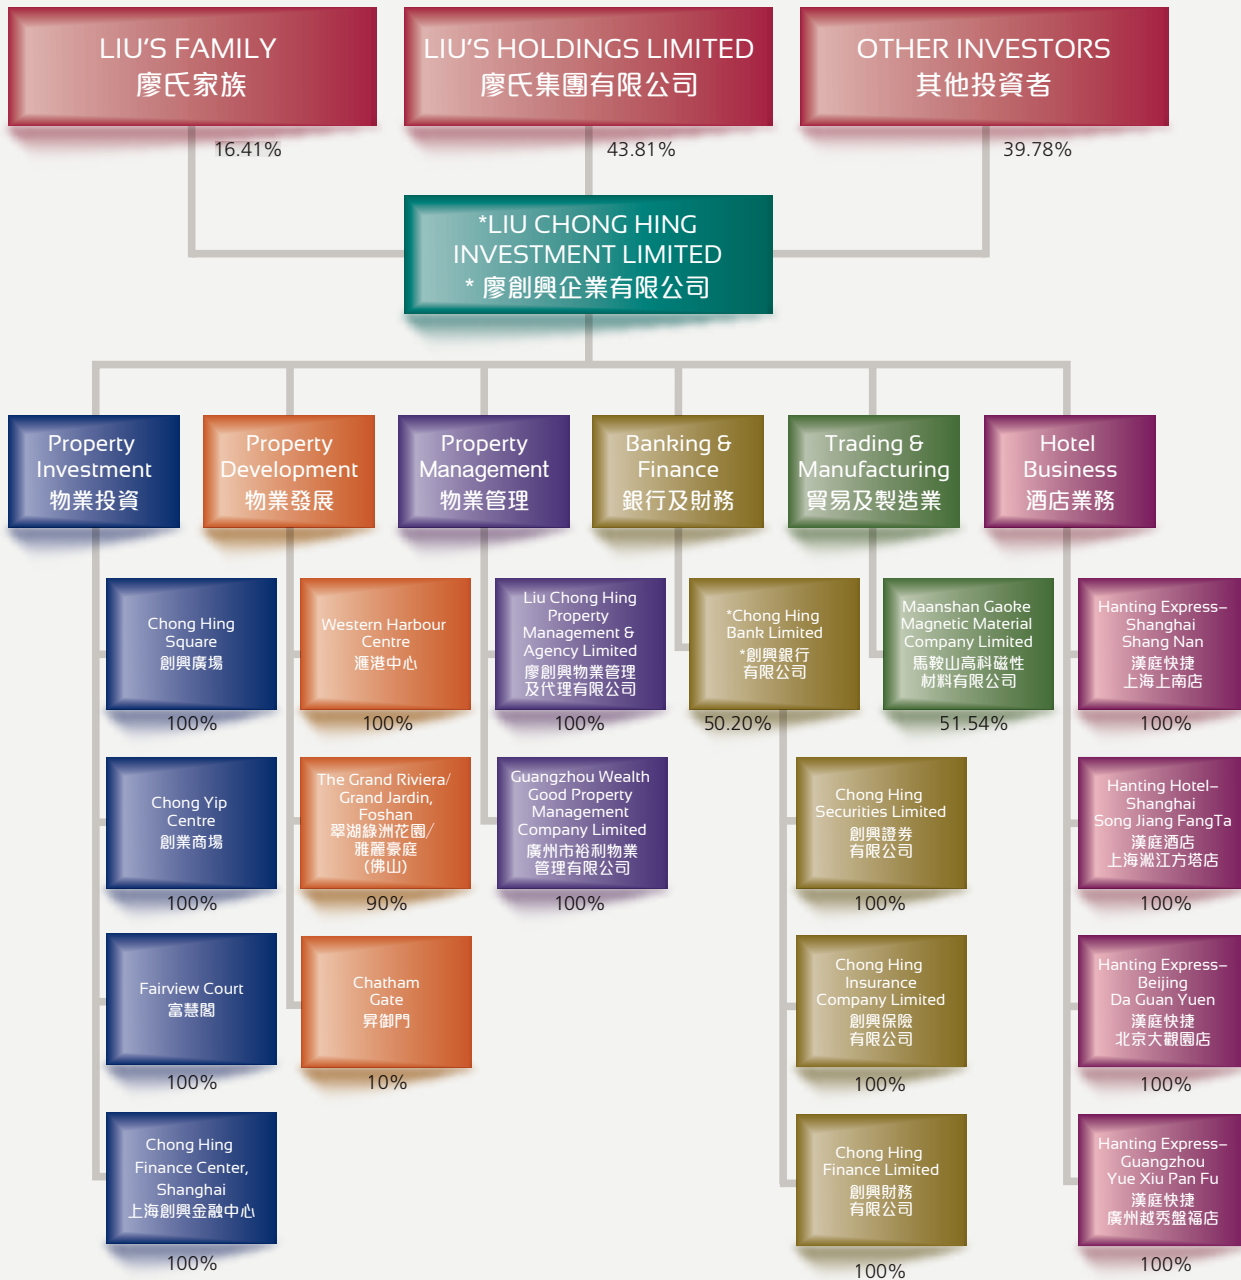 LIU'S FAMILY
廖氏家族
16.41%
LIU'S HOLDINGS LIMITED
廖氏集團有限公司
43.81%
OTHER INVESTORS
其他投資者
39.78%
*LIU CHONG HING
INVESTMENT LIMITED
* 廖創興企業有限公司
Property
Investment
物業投資
Property
Development
物業發展
Property
Management
物業管理
Banking &
Finance
銀行及財務
Trading &
Manufacturing
貿易及製造業
Hotel
Business
酒店業務
Chong Hing
Square
創興廣場
100%
Chong Yip
Centre
創業商場
100%
Fairview Court
富慧閣
100%
Chong Hing
Finance Center,
Shanghai
上海創興金融中心
100%
Western Harbour
Centre
滙港中心
100%
The Grand Riviera/
Grand Jardin,
Foshan
翠湖綠洲花園/
雅麗豪庭
(佛山)
90%
Chatham
Gate
昇御門
10%
Liu Chong Hing
Property
Management &
Agency Limited
廖創興物業管理
及代理有限公司
100%
Guangzhou Wealth
Good Property
Management
Company Limited
廣州市裕利物業
管理有限公司
100%
*Chong Hing
Bank Limited
*創興銀行
有限公司
50.20%
Chong Hing
Securities Limited
創興證券
有限公司
100%
Chong Hing
Insurance
Company Limited
創興保險
有限公司
100%
Chong Hing
Finance Limited
創興財務
有限公司
100%
Maanshan Gaoke
Magnetic Material
Company Limited
馬鞍山高科磁性
材料有限公司
51.54%
Hanting Express–
Shanghai
Shang Nan
漢庭快捷
上海上南店
100%
Hanting Hotel–
Shanghai
Song Jiang FangTa
漢庭酒店
上海淞江方塔店
100%
Hanting Express–
Beijing
Da Guan Yuen
漢庭快捷
北京大觀園店
100%
Hanting Express–
Guangzhou
Yue Xiu Pan Fu
漢庭快捷
廣州越秀盤福店
100%